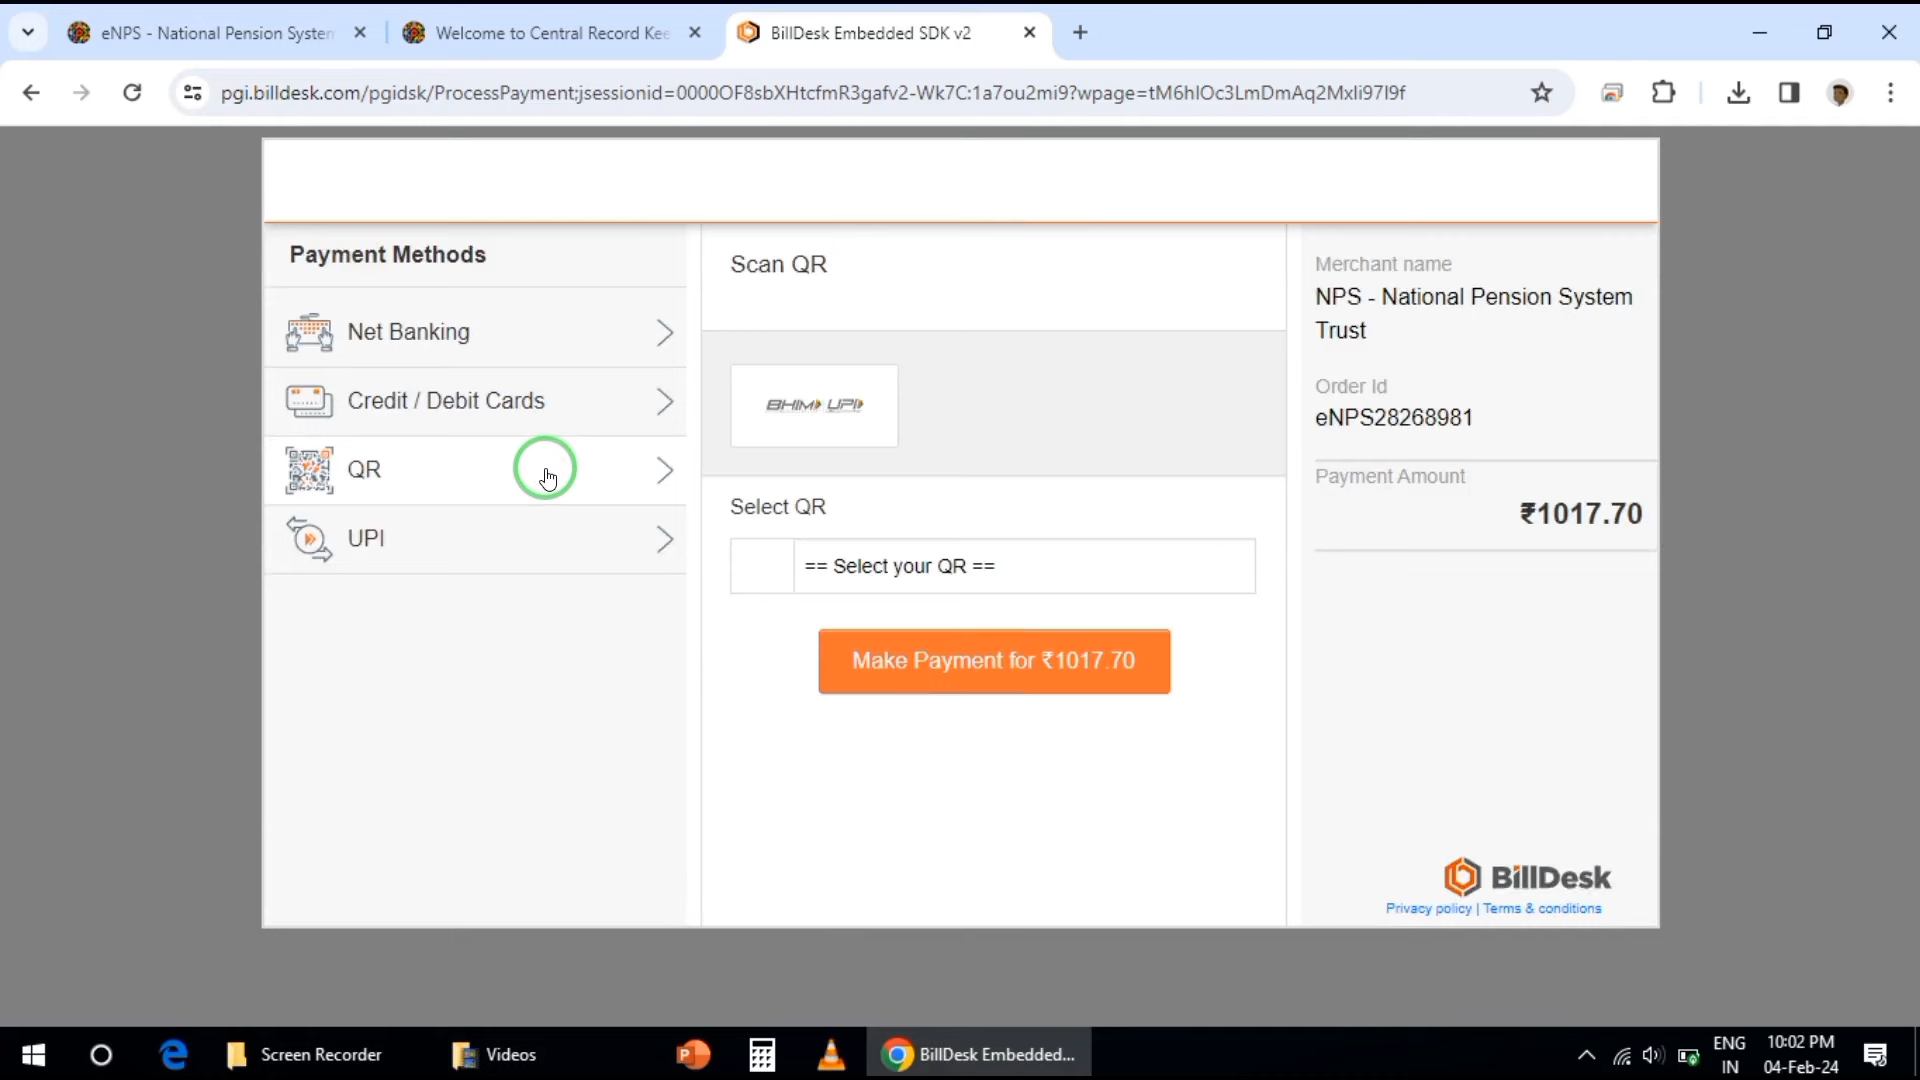 eNPS - National Pension System
Welcome to Central Record Kee
BillDesk Embedded SDK v2
pgi.billdesk.com/pgidsk/ProcessPayment;jsessionid=0000OF8sbXHtcfmR3gafv2-Wk7C:1a7ou2mi9?wpage=tM6hlOc3LmDmAq2Mxli97I9f
Payment Methods
Net Banking
Credit / Debit Cards
QR
UPI
Scan QR
BHIM UPI
Select QR
== Select your QR ==
Make Payment for ₹1017.70
Merchant name
NPS - National Pension System
Trust
Order Id
eNPS28268981
Payment Amount
₹1017.70
BillDesk
Privacy policy | Terms & conditions
Screen Recorder
Videos
BillDesk Embedded...
ENG
IN
10:02 PM
04-Feb-24